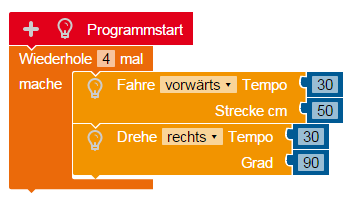 Programmstart
Wiederhole 4 mal
mache Fahre vorwärts Tempo 30
Strecke cm 50
Drehe rechts Tempo 30
Grad 90